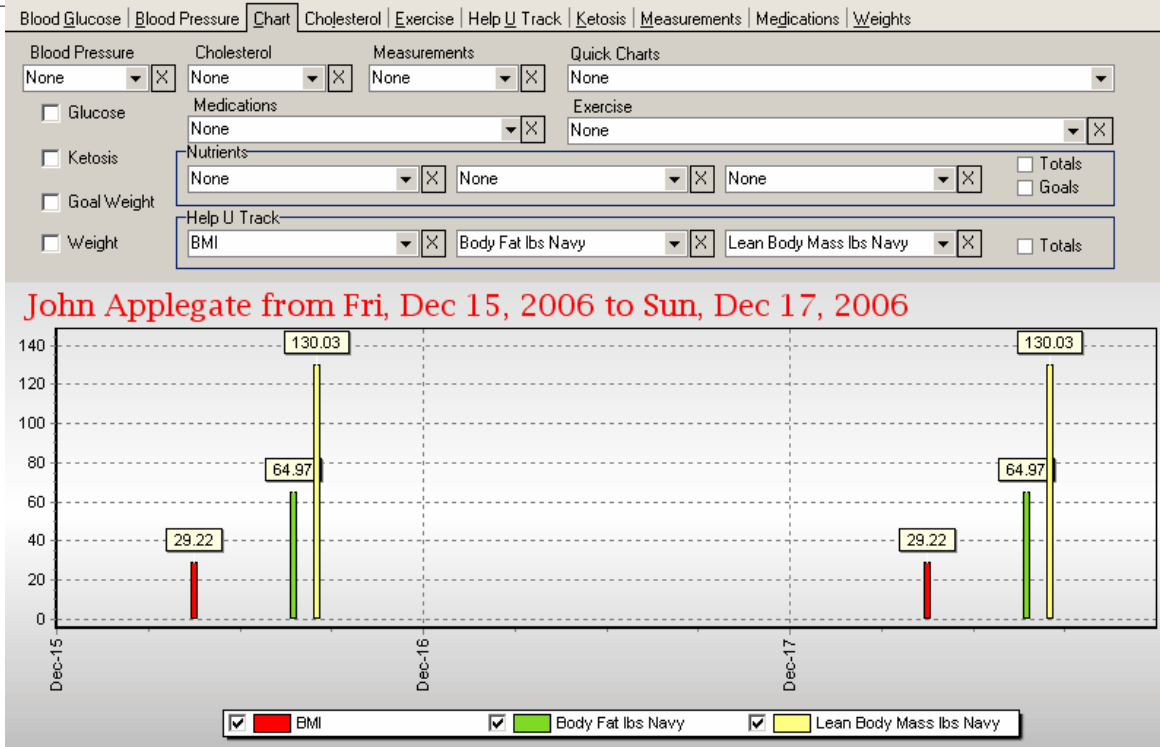 Blood Glucose Blood Pressure Chart Cholesterol Exercise Help U Track Ketosis Measurements Medications Weights
Blood Pressure Cholesterol Measurements Quick Charts
None X None X None X None
Glucose Medications Exercise
None X None X
Ketosis Nutrients Totals
None X None X None X Goals
Goal Weight
Help U Track
Weight BMI X Body Fat lbs Navy X Lean Body Mass lbs Navy X Totals
John Applegate from Fri, Dec 15, 2006 to Sun, Dec 17, 2006
140 130.03 130.03
120
100
80 64.97 64.97
60
40 29.22 29.22
20
0
Dec-15 Dec-16 Dec-17
BMI Body Fat lbs Navy Lean Body Mass lbs Navy